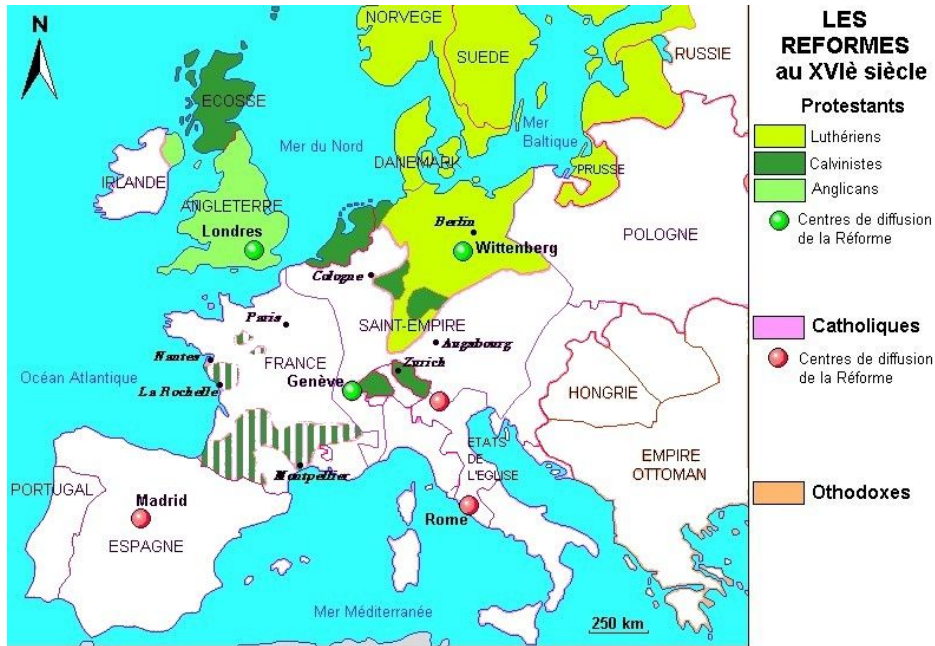 LES
REFORMES
au XVIè siècle
Protestants
Luthériens
Calvinistes
Anglicans
Centres de diffusion
de la Réforme
Catholiques
Centres de diffusion
de la Réforme
Othodoxes
N
NORVEGE
SUEDE
RUSSIE
ECOSSE
Mer du Nord
Mer
Baltique
DANEMARK
IRLANDE
PRUSSE
ANGLETERRE
Londres
Berlin
Wittenberg
POLOGNE
Cologne
Paris
SAINT-EMPIRE
Augsbourg
Nantes
FRANCE
Zurich
Océan Atlantique
La Rochelle
Genève
HONGRIE
ETATS
DE
L'EGLISE
EMPIRE
OTTOMAN
Montpellier
PORTUGAL
Madrid
Rome
ESPAGNE
Mer Méditerranée
250 km